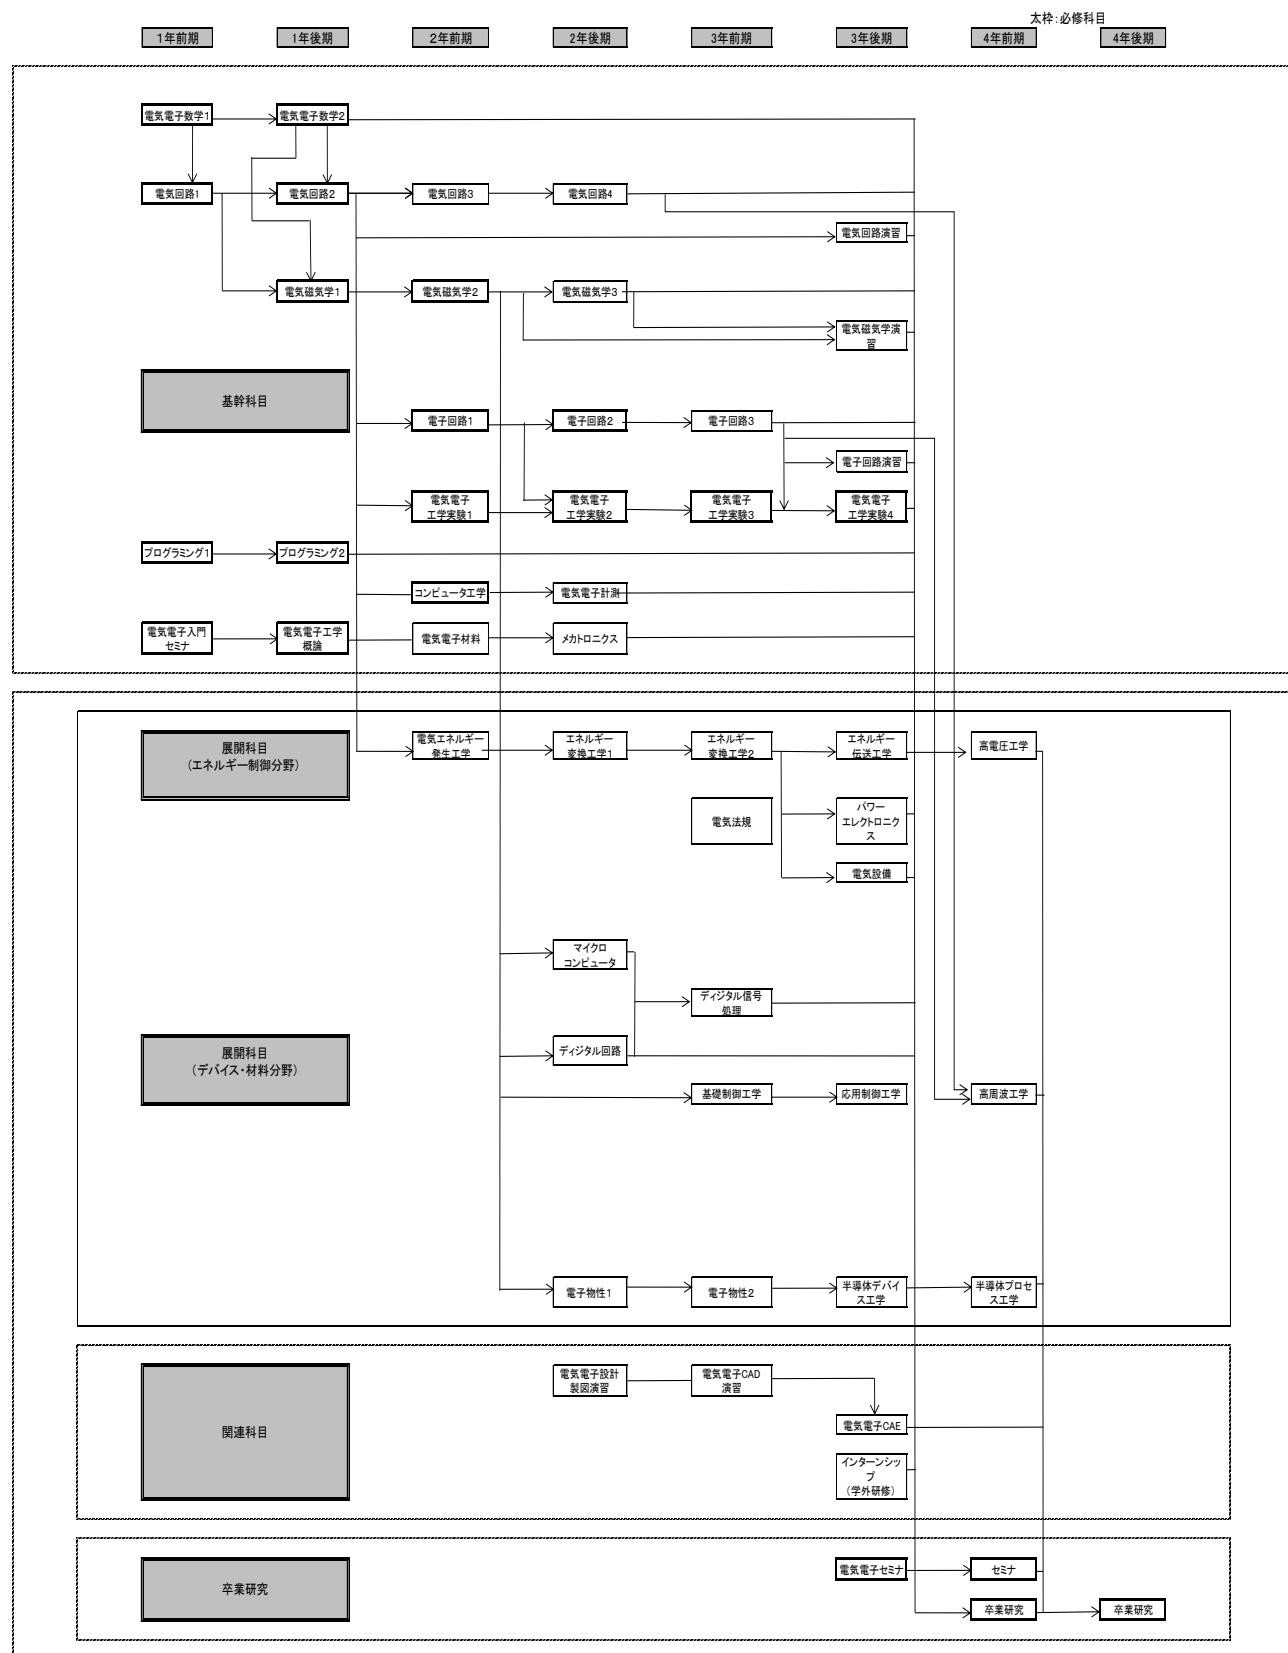 太枠：必修科目
1年前期
1年後期
2年前期
2年後期
3年前期
3年後期
4年前期
4年後期
電気電子数学1
電気電子数学2
電気回路1
電気回路2
電気回路3
電気回路4
電気回路演習
電気磁気学1
電気磁気学2
電気磁気学3
電気磁気学演
習
基幹科目
電子回路1
電子回路2
電子回路3
電子回路演習
電気電子
工学実験1
電気電子
工学実験2
電気電子
工学実験3
電気電子
工学実験4
プログラミング1
プログラミング2
コンピュータ工学
電気電子計測
電気電子入門
セミナ
電気電子工学
概論
電気電子材料
メカトロニクス
展開科目
（エネルギー制御分野）
電気エネルギー
発生工学
エネルギー
変換工学1
エネルギー
変換工学2
エネルギー
伝送工学
高電圧工学
電気法規
パワー
エレクトロニク
ス
電気設備
マイクロ
コンピュータ
ディジタル信号
処理
展開科目
（デバイス・材料分野）
ディジタル回路
基礎制御工学
応用制御工学
高周波工学
電子物性1
電子物性2
半導体デバイ
ス工学
半導体プロセ
ス工学
関連科目
電気電子設計
製図演習
電気電子CAD
演習
電気電子CAE
インターンシッ
プ
（学外研修）
卒業研究
電気電子セミナ
セミナ
卒業研究
卒業研究